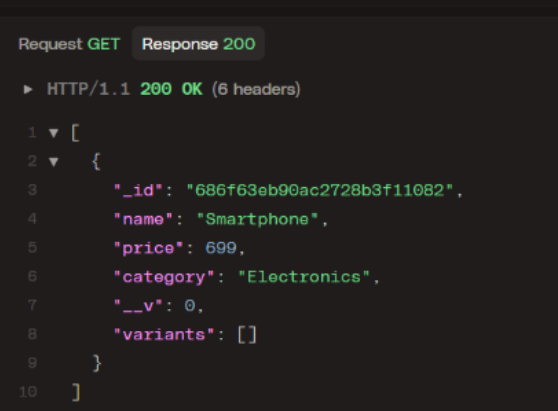 Request GET Response 200
▶ HTTP/1.1 200 OK (6 headers)
1 ▼ [
2 ▼ {
3 "_id": "686f63eb90ac2728b3f11082",
4 "name": "Smartphone",
5 "price": 699,
6 "category": "Electronics",
7 "__v": 0,
8 "variants": []
9 }
10 ]